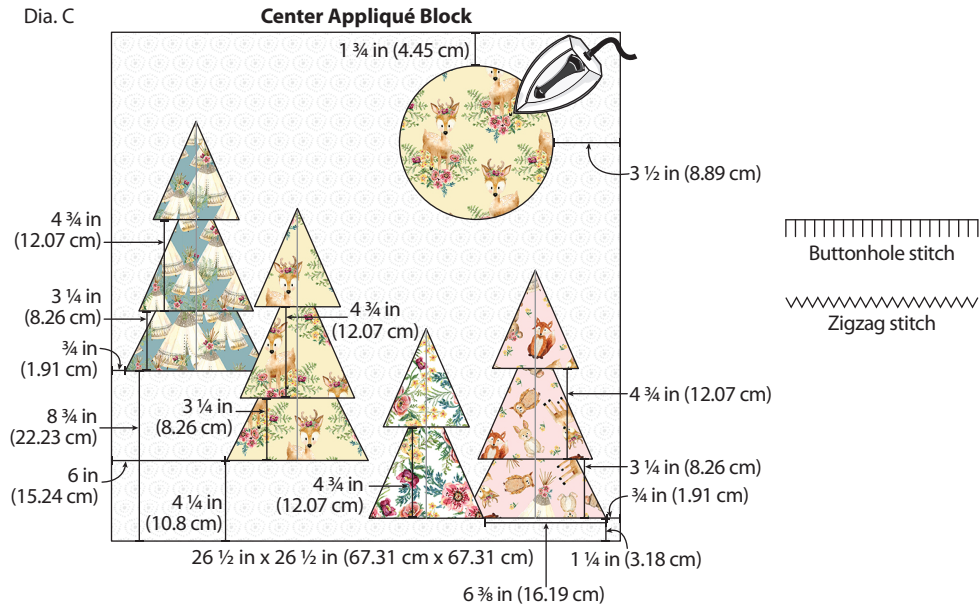 Dia. C
Center Appliqué Block
1 ¾ in (4.45 cm)
3 ½ in (8.89 cm)
4 ¾ in
(12.07 cm)
3 ¼ in
(8.26 cm)
¾ in
(1.91 cm)
8 ¾ in
(22.23 cm)
6 in
(15.24 cm)
4 ¾ in
(12.07 cm)
3 ¼ in
(8.26 cm)
4 ¼ in
(10.8 cm)
4 ¾ in
(12.07 cm)
4 ¾ in (12.07 cm)
3 ¼ in (8.26 cm)
¾ in (1.91 cm)
26 ½ in x 26 ½ in (67.31 cm x 67.31 cm)
1 ¼ in (3.18 cm)
6 ⅜ in (16.19 cm)
Buttonhole stitch
Zigzag stitch